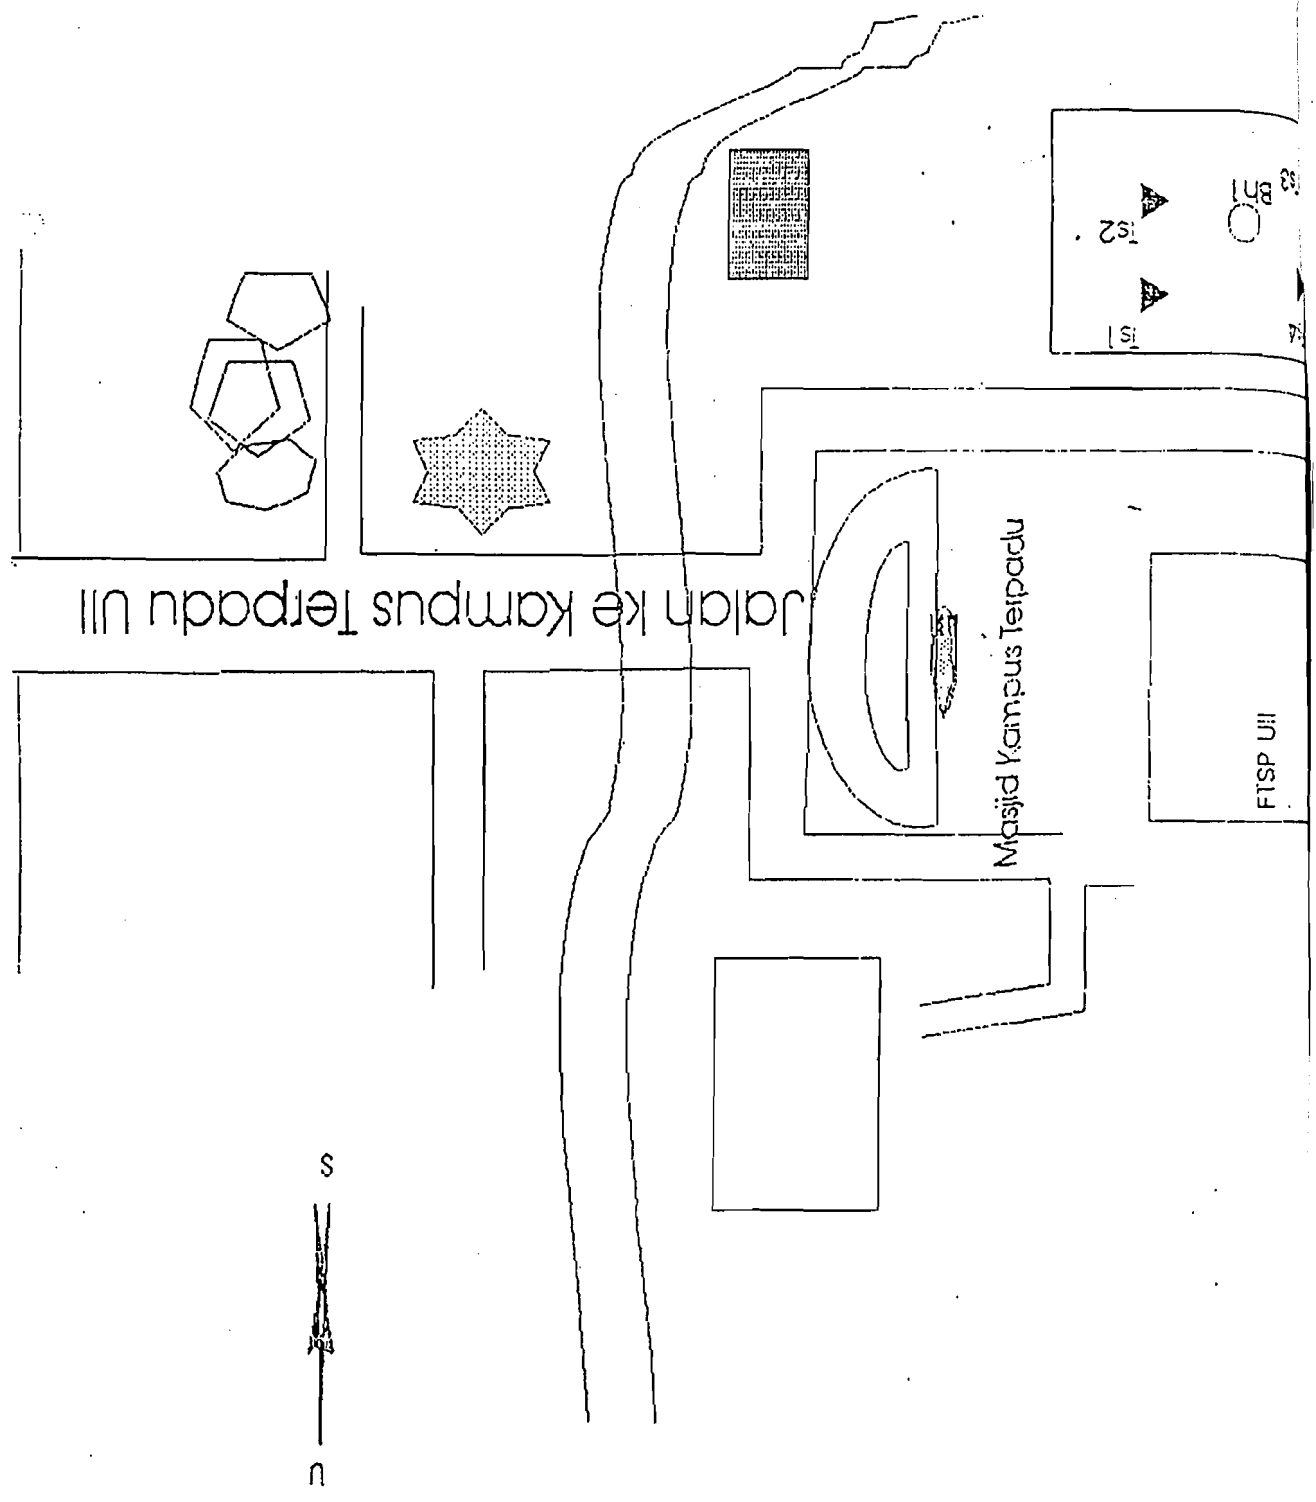 Jalan ke Kampus Terpadu UII
Masjid Kampus Terpadu
FTSP UII
Ts1
Ts2
Bh1
S
U